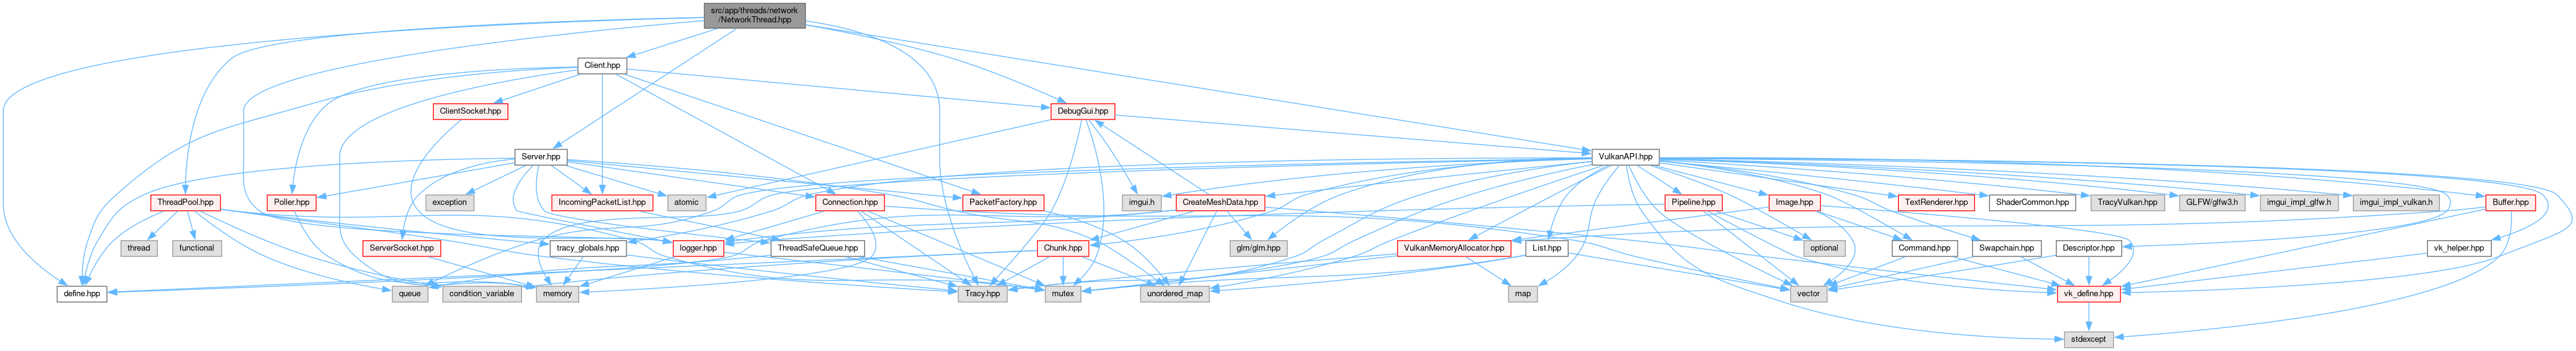 src/app/threads/network
/NetworkThread.hpp
Client.hpp
ClientSocket.hpp
DebugGui.hpp
Server.hpp
VulkanAPI.hpp
ThreadPool.hpp
Poller.hpp
exception
IncomingPacketList.hpp
atomic
Connection.hpp
PacketFactory.hpp
imgui.h
CreateMeshData.hpp
Pipeline.hpp
Image.hpp
TextRenderer.hpp
ShaderCommon.hpp
TracyVulkan.hpp
GLFW/glfw3.h
imgui_impl_glfw.h
imgui_impl_vulkan.h
Buffer.hpp
thread
functional
ServerSocket.hpp
tracy_globals.hpp
logger.hpp
ThreadSafeQueue.hpp
Chunk.hpp
glm/glm.hpp
VulkanMemoryAllocator.hpp
List.hpp
optional
Command.hpp
Swapchain.hpp
Descriptor.hpp
vk_helper.hpp
define.hpp
queue
condition_variable
memory
Tracy.hpp
mutex
unordered_map
map
vector
vk_define.hpp
stdexcept